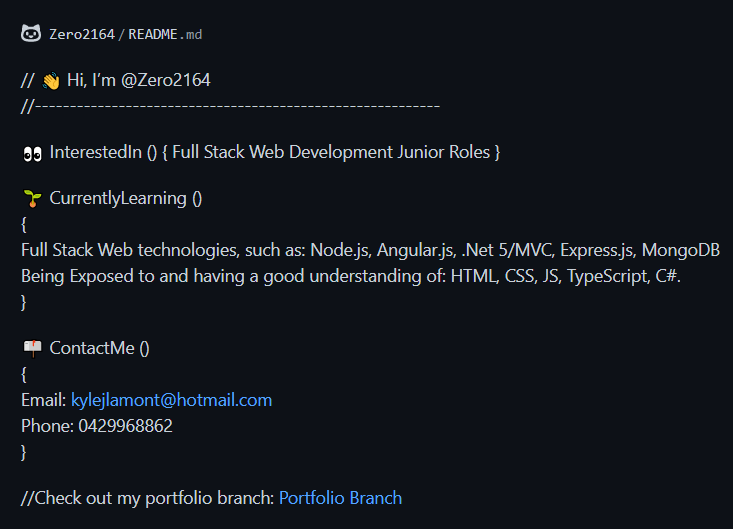 Zero2164/README.md
// 👋 Hi, I'm @Zero2164
//----------------------------------------------------------
👀 InterestedIn () { Full Stack Web Development Junior Roles }
🌱 CurrentlyLearning ()
{
Full Stack Web technologies, such as: Node.js, Angular.js, .Net 5/MVC, Express.js, MongoDB
Being Exposed to and having a good understanding of: HTML, CSS, JS, TypeScript, C#.
}
📫 ContactMe ()
{
Email: kylejlamont@hotmail.com
Phone: 0429968862
}
//Check out my portfolio branch: Portfolio Branch